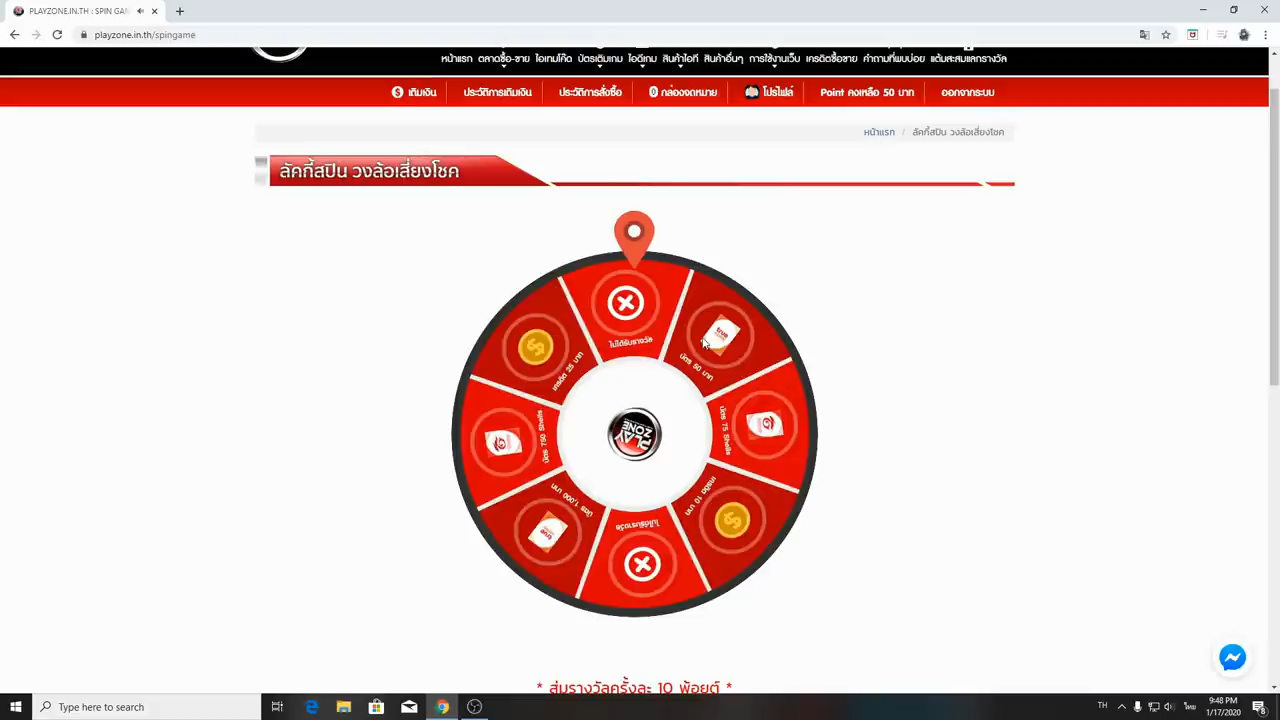 PLAYZONE.IN.TH : SPIN GAM
playzone.in.th/spingame
หน้าแรก ตลาดซื้อ-ขาย ไอเทมโค๊ด บัตรเติมเกม ไอดีเกม สินค้าไอที สินค้าอื่นๆ การใช้งานเว็บ เครดิตซื้อขาย คำถามที่พบบ่อย แต้มสะสมแลกรางวัล
เติมเงิน ประวัติการเติมเงิน ประวัติการสั่งซื้อ 0 กล่องจดหมาย โปรไฟล์ Point คงเหลือ 50 บาท ออกจากระบบ
หน้าแรก / ลัคกี้สปิน วงล้อเสี่ยงโชค
ลัคกี้สปิน วงล้อเสี่ยงโชค
ไม่ได้รับรางวัล
บัตร 50 บาท
เครดิต 25 บาท
บัตร 75 Shells
บัตร 750 Shells
PLAY ZONE
เครดิต 10 บาท
บัตร 1,000 บาท
ไม่ได้รับรางวัล
* สุ่มรางวัลครั้งละ 10 พ้อยต์ *
Type here to search
TH
ไทย
9:48 PM
1/17/2020
8